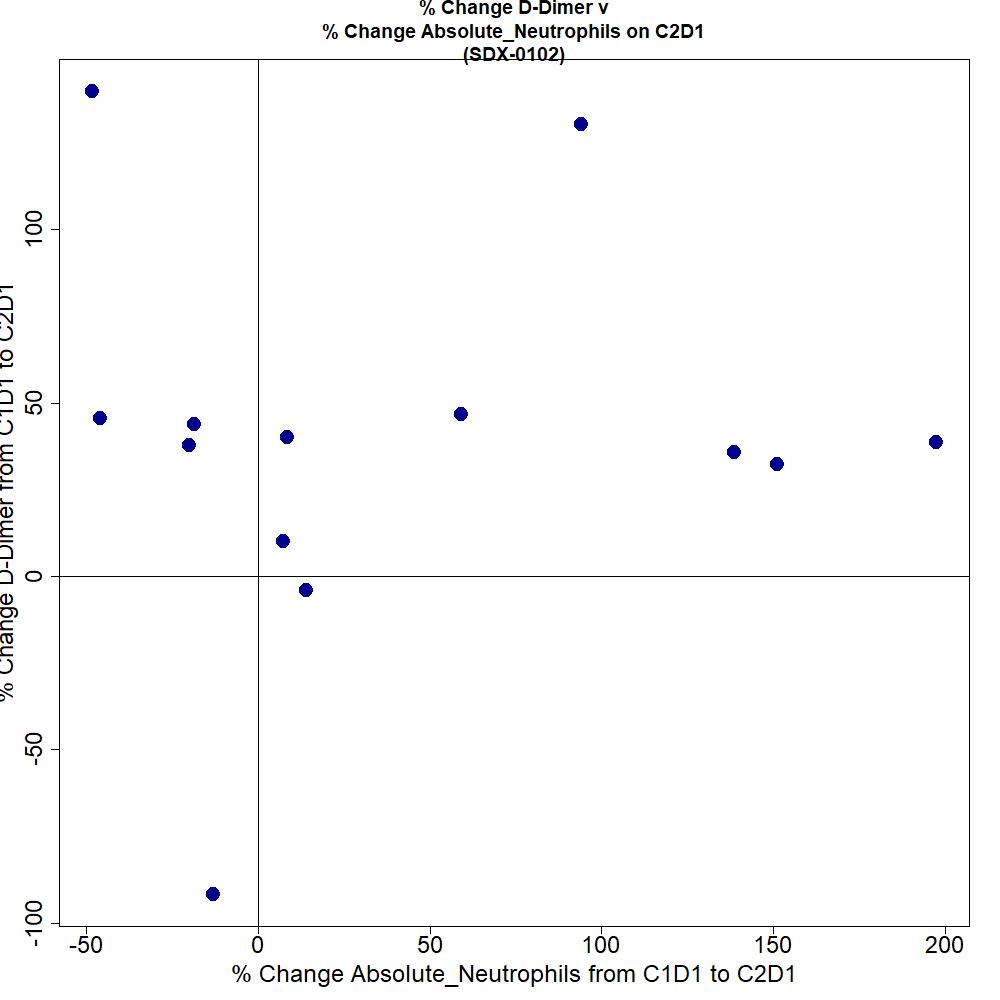 % Change D-Dimer v
% Change Absolute_Neutrophils on C2D1
(SDX-0102)
% Change D-Dimer from C1D1 to C2D1
100
50
0
-50
-100
-50
0
50
100
150
200
% Change Absolute_Neutrophils from C1D1 to C2D1